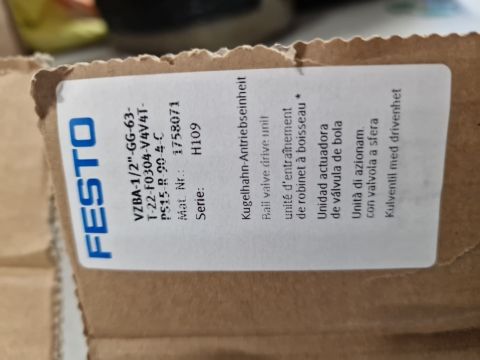 FESTO
VZBA-1/2"-GG-63-
T-22-F0304-V4V4T-
PS15-R-90-4-C
Mat. Nr.: 1758071
Serie: H109
Kugelhahn-Antriebseinheit
Ball valve drive unit
unité d'entraînement
de robinet à boisseau *
Unidad actuadora
de válvula de bola
Unità di azionam.
con valvola a sfera
Kulventil med drivenhet